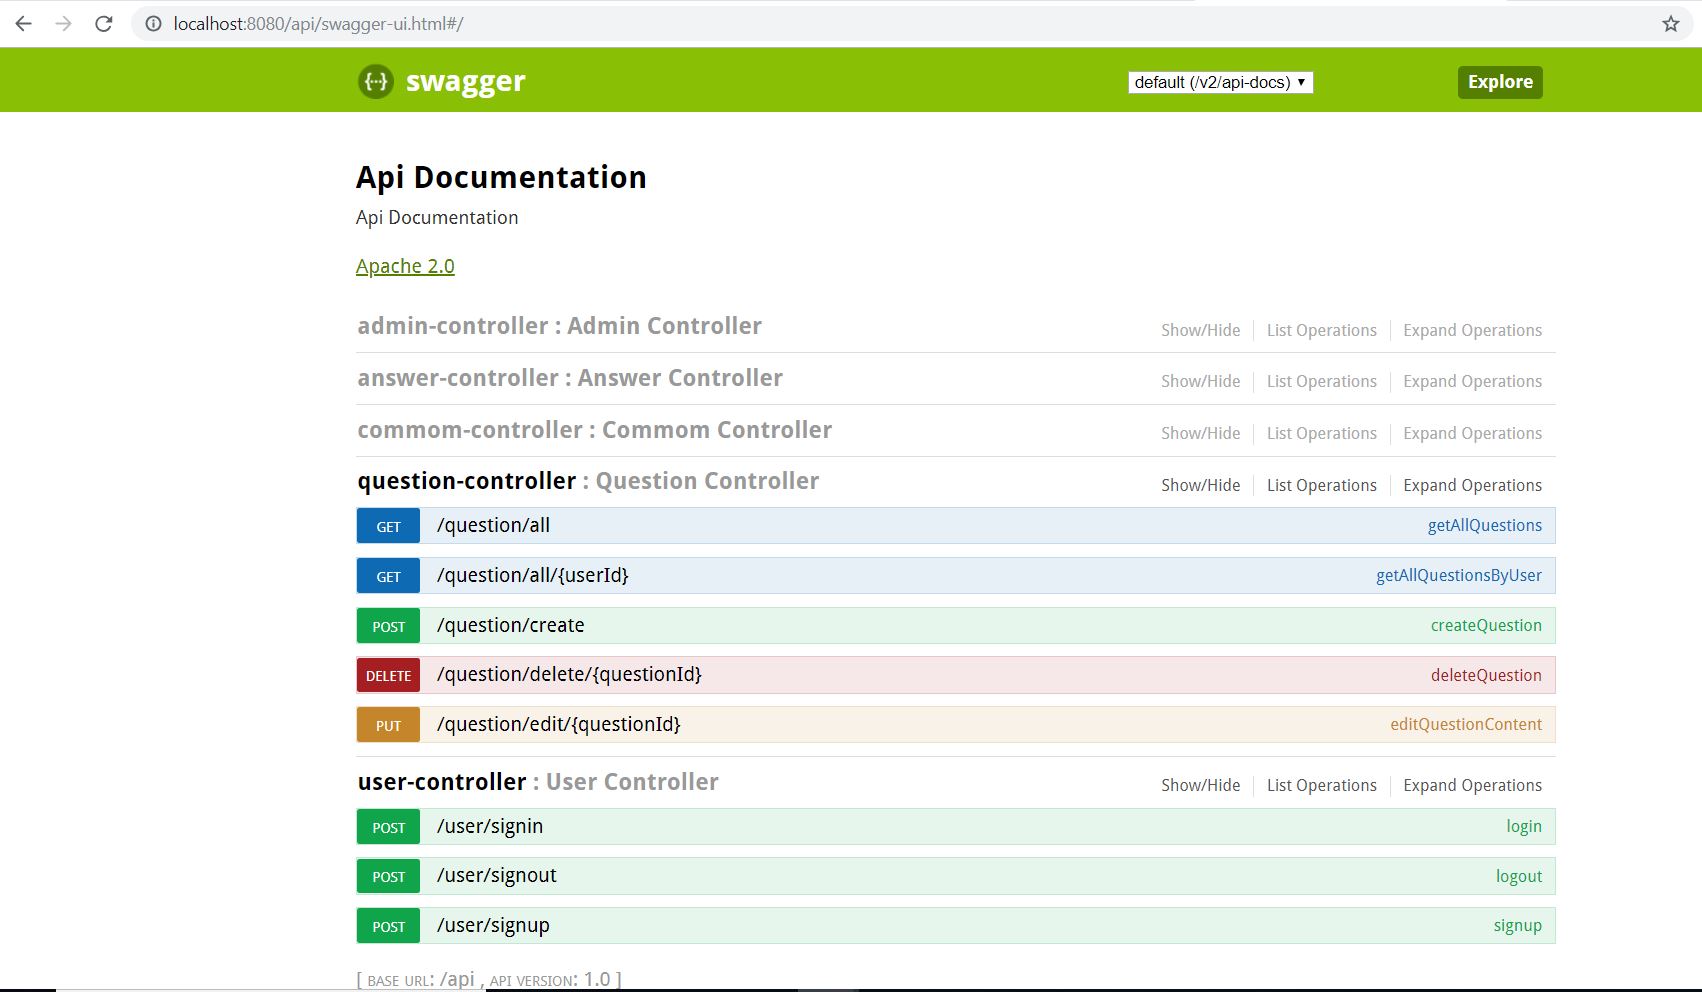 localhost:8080/api/swagger-ui.html#/
{···} swagger default (/v2/api-docs) ▼ Explore
Api Documentation
Api Documentation
Apache 2.0
admin-controller : Admin Controller Show/Hide List Operations Expand Operations
answer-controller : Answer Controller Show/Hide List Operations Expand Operations
commom-controller : Commom Controller Show/Hide List Operations Expand Operations
question-controller : Question Controller Show/Hide List Operations Expand Operations
GET /question/all getAllQuestions
GET /question/all/{userId} getAllQuestionsByUser
POST /question/create createQuestion
DELETE /question/delete/{questionId} deleteQuestion
PUT /question/edit/{questionId} editQuestionContent
user-controller : User Controller Show/Hide List Operations Expand Operations
POST /user/signin login
POST /user/signout logout
POST /user/signup signup
[ BASE URL: /api , API VERSION: 1.0 ]